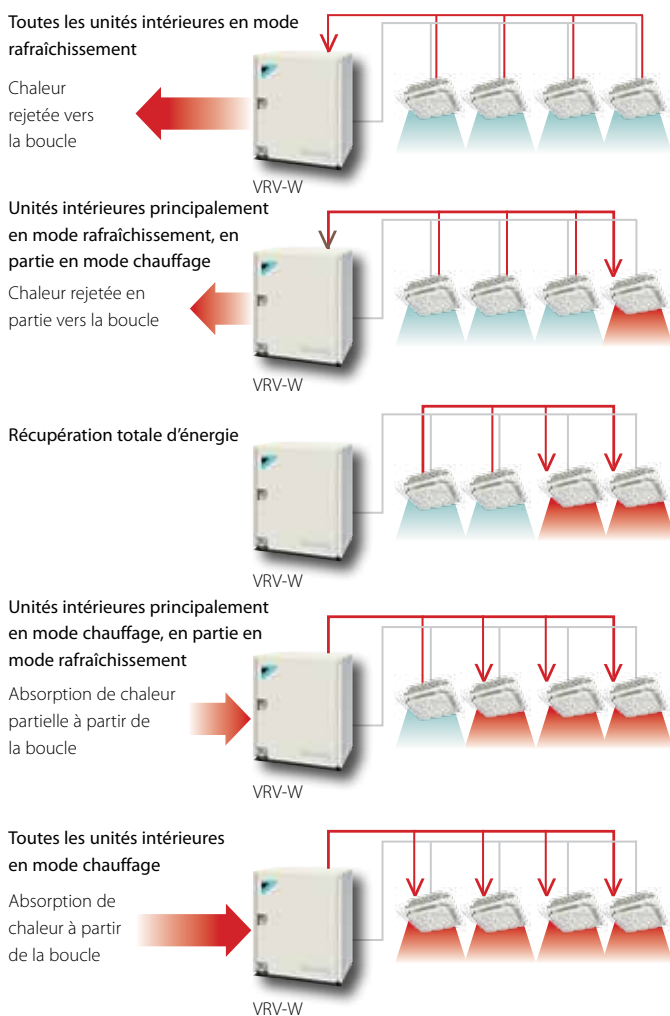 Toutes les unités intérieures en mode
rafraîchissement
Chaleur
rejetée vers
la boucle
VRV-W
Unités intérieures principalement
en mode rafraîchissement, en
partie en mode chauffage
Chaleur rejetée en
partie vers la boucle
VRV-W
Récupération totale d’énergie
VRV-W
Unités intérieures principalement
en mode chauffage, en partie en
mode rafraîchissement
Absorption de chaleur
partielle à partir de
la boucle
VRV-W
Toutes les unités intérieures
en mode chauffage
Absorption de
chaleur à partir
de la boucle
VRV-W